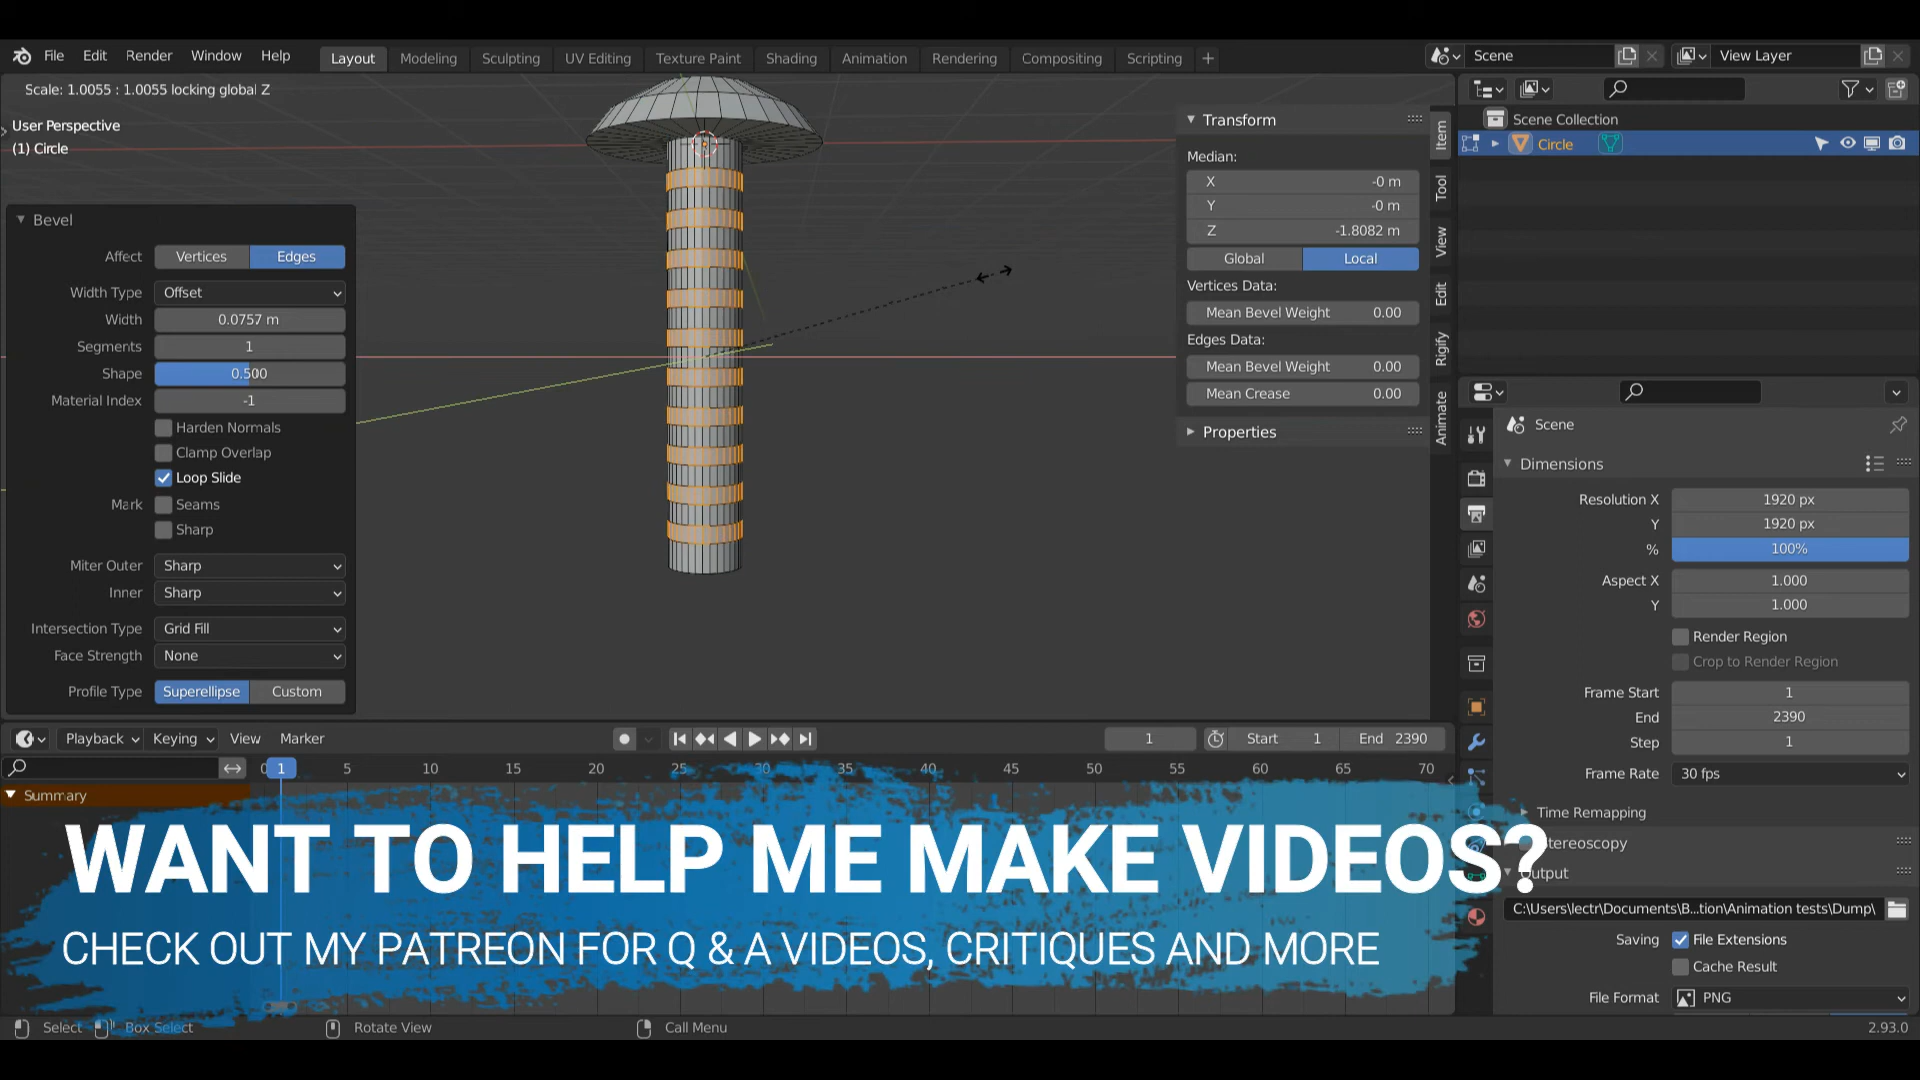 File Edit Render Window Help Layout Modeling Sculpting UV Editing Texture Paint Shading Animation Rendering Compositing Scripting + Scene View Layer
Scale: 1.0055 : 1.0055 locking global Z
User Perspective
(1) Circle
Bevel
Affect Vertices Edges
Width Type Offset
Width 0.0757 m
Segments 1
Shape 0.500
Material Index -1
Harden Normals
Clamp Overlap
Loop Slide
Mark Seams
Sharp
Miter Outer Sharp
Inner Sharp
Intersection Type Grid Fill
Face Strength None
Profile Type Superellipse Custom
Transform
Median:
X -0 m
Y -0 m
Z -1.8082 m
Global Local
Vertices Data:
Mean Bevel Weight 0.00
Edges Data:
Mean Bevel Weight 0.00
Mean Crease 0.00
Properties
Item
Tool
View
Edit
Rigify
Animate
Scene Collection
Circle
Scene
Dimensions
Resolution X 1920 px
Y 1920 px
% 100%
Aspect X 1.000
Y 1.000
Render Region
Crop to Render Region
Frame Start 1
End 2390
Step 1
Frame Rate 30 fps
Time Remapping
tereoscopy
Output
C:\Users\lectr\Documents\B...tion\Animation tests\Dump\
Saving File Extensions
Cache Result
File Format PNG
Playback Keying View Marker 1 Start 1 End 2390
0 1 5 10 15 20 25 30 35 40 45 50 55 60 65 70
Summary
WANT TO HELP ME MAKE VIDEOS?
CHECK OUT MY PATREON FOR Q & A VIDEOS, CRITIQUES AND MORE
Select Box Select Rotate View Call Menu 2.93.0